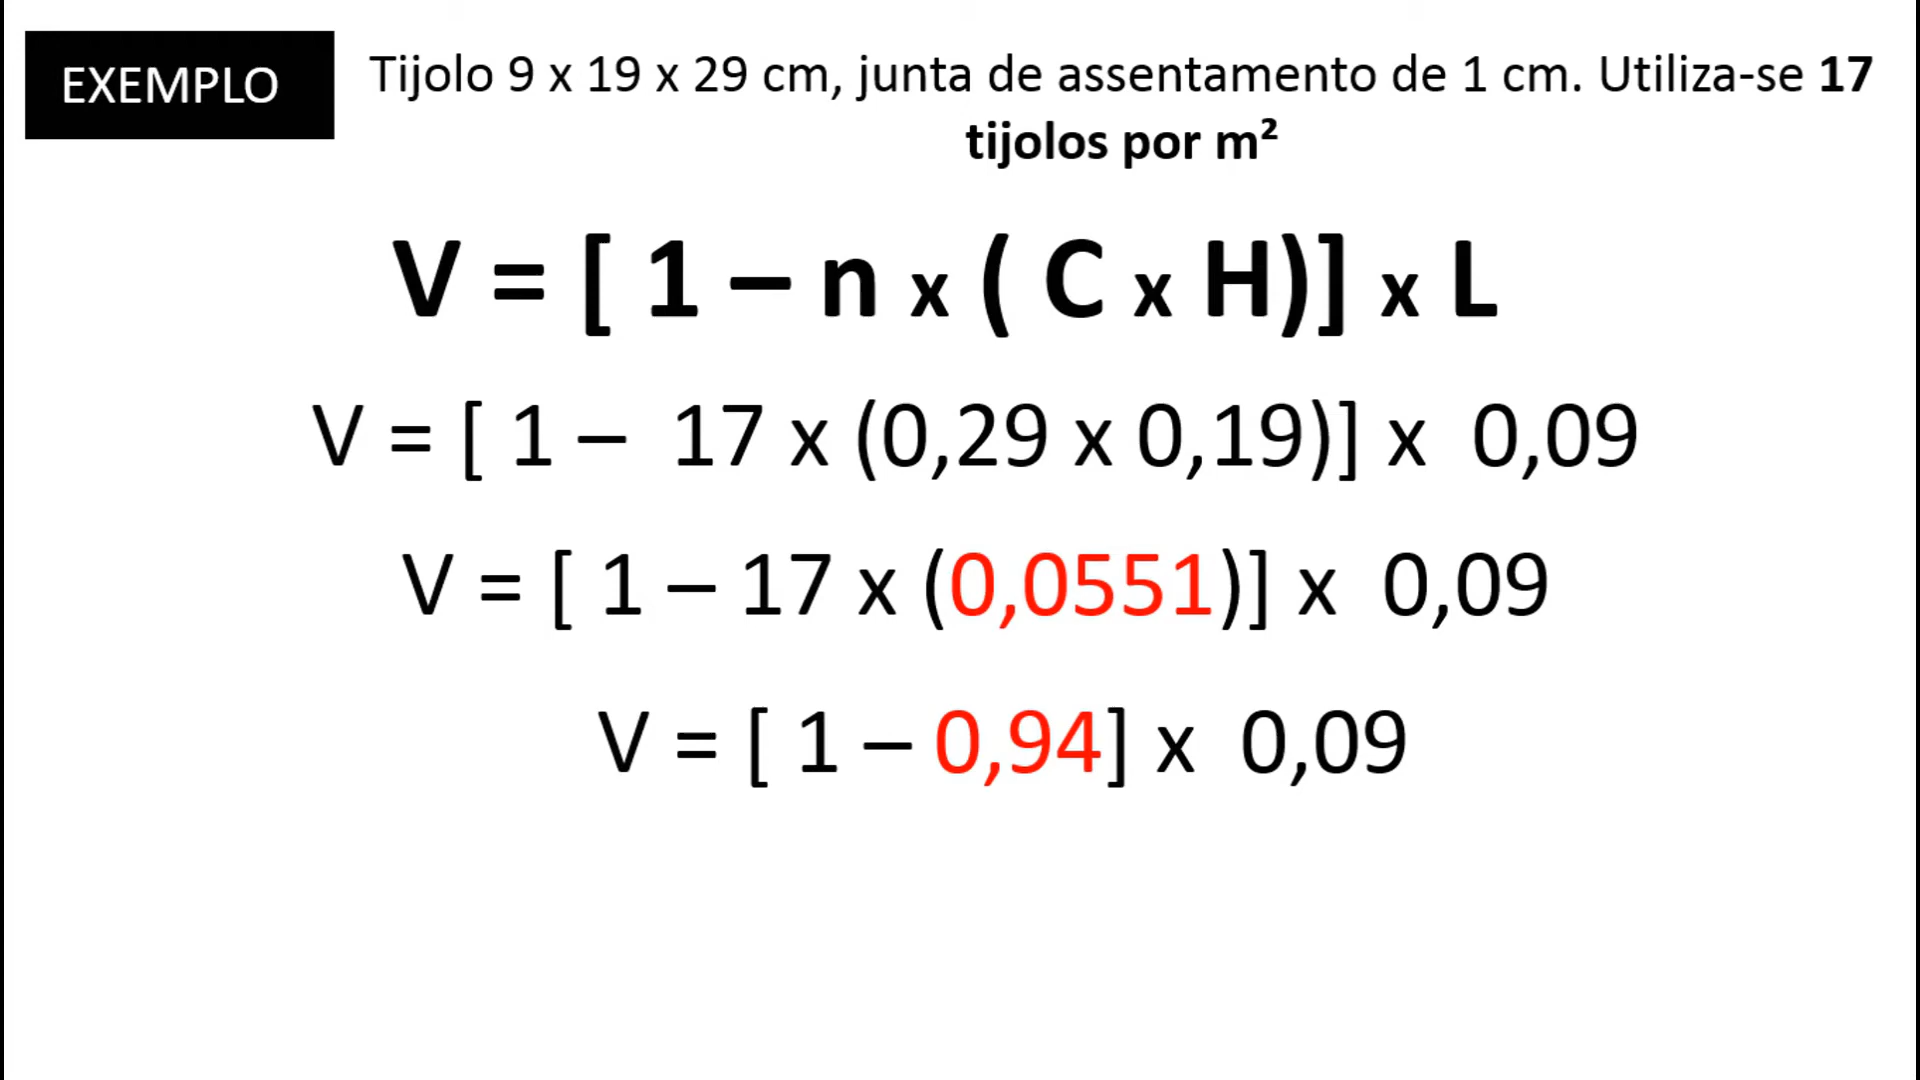 EXEMPLO
Tijolo 9 x 19 x 29 cm, junta de assentamento de 1 cm. Utiliza-se 17
tijolos por m²
V = [ 1 – n x ( C x H)] x L
V = [ 1 – 17 x (0,29 x 0,19)] x 0,09
V = [ 1 – 17 x (0,0551)] x 0,09
V = [ 1 – 0,94] x 0,09